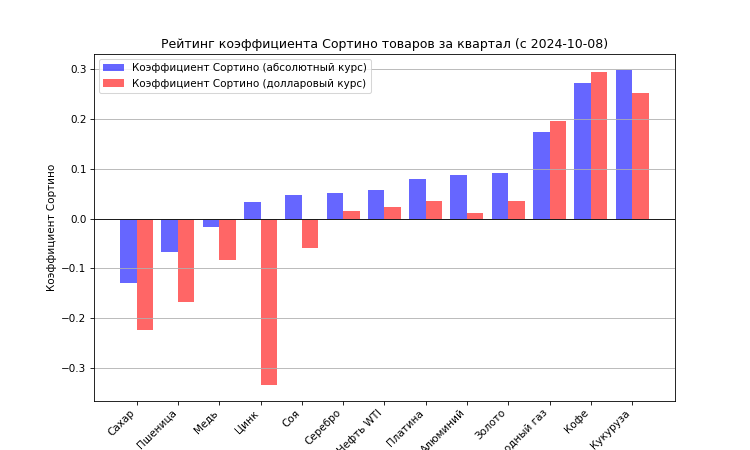 Рейтинг коэффициента Сортино товаров за квартал (с 2024-10-08)
Коэффициент Сортино (абсолютный курс)
Коэффициент Сортино (долларовый курс)
Коэффициент Сортино
0.3
0.2
0.1
0.0
−0.1
−0.2
−0.3
Сахар
Пшеница
Медь
Цинк
Соя
Серебро
Нефть WTI
Платина
Алюминий
Золото
газ
Кофе
Кукуруза